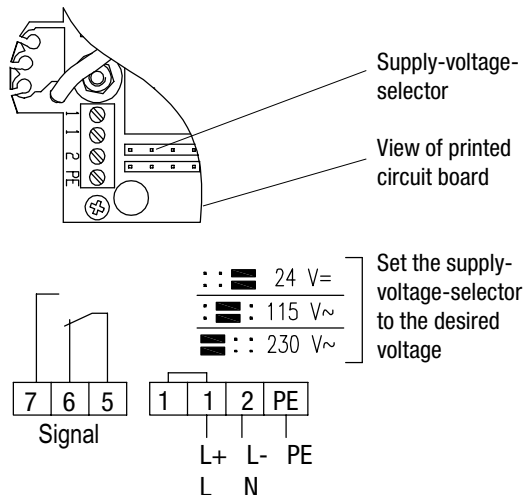 Supply-voltage-
selector
1
1
2
PE
View of printed
circuit board
24 V=
115 V~
230 V~
Set the supply-
voltage-selector
to the desired
voltage
7 6 5
Signal
1 1 2 PE
L+ L- PE
L N